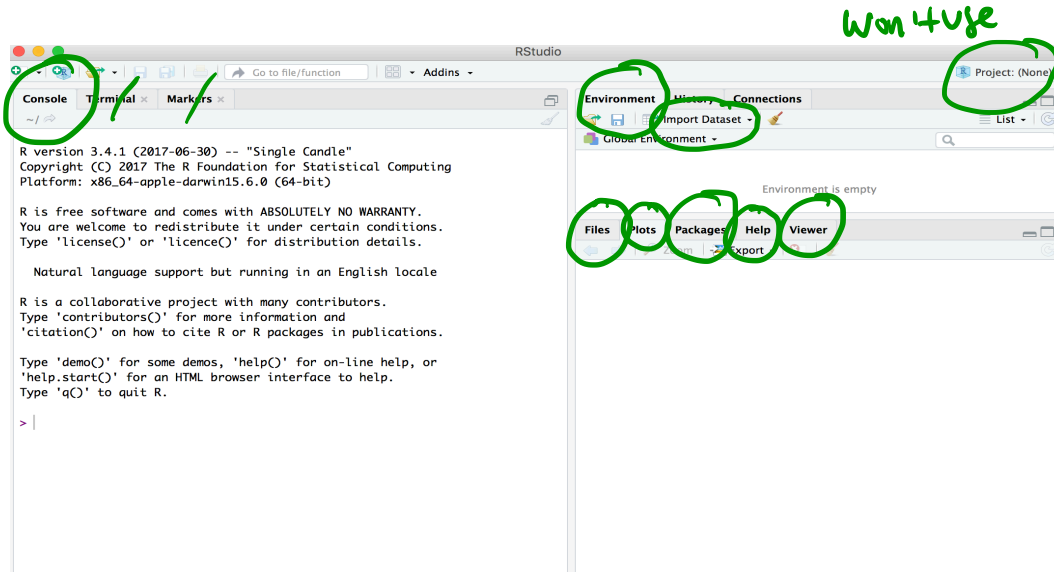 Won't use
RStudio
Go to file/function
Addins
Project: (None)
Console Terminal × Markers ×
~/
R version 3.4.1 (2017-06-30) -- "Single Candle"
Copyright (C) 2017 The R Foundation for Statistical Computing
Platform: x86_64-apple-darwin15.6.0 (64-bit)
R is free software and comes with ABSOLUTELY NO WARRANTY.
You are welcome to redistribute it under certain conditions.
Type 'license()' or 'licence()' for distribution details.
Natural language support but running in an English locale
R is a collaborative project with many contributors.
Type 'contributors()' for more information and
'citation()' on how to cite R or R packages in publications.
Type 'demo()' for some demos, 'help()' for on-line help, or
'help.start()' for an HTML browser interface to help.
Type 'q()' to quit R.
>
Environment History Connections
Import Dataset
List
Global Environment
Environment is empty
Files Plots Packages Help Viewer
Zoom Export